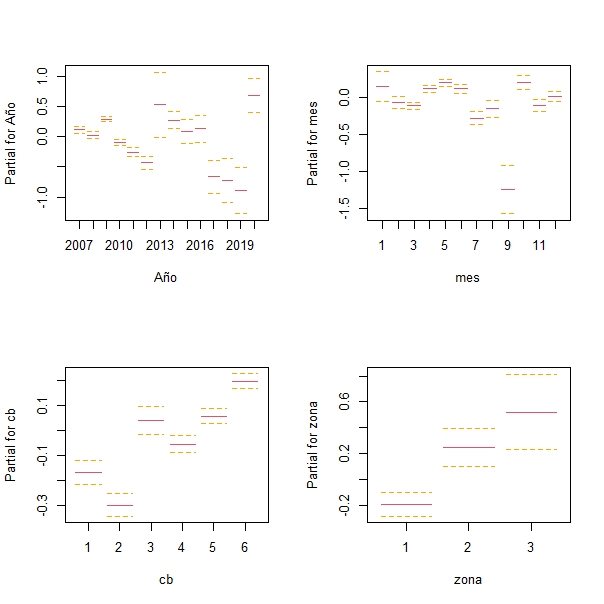 Partial for Año
1.0
0.5
0.0
-1.0
2007 2010 2013 2016 2019
Año
Partial for mes
0.0
-0.5
-1.0
-1.5
1 3 5 7 9 11
mes
Partial for cb
0.1
-0.1
-0.3
1 2 3 4 5 6
cb
Partial for zona
0.6
0.2
-0.2
1 2 3
zona